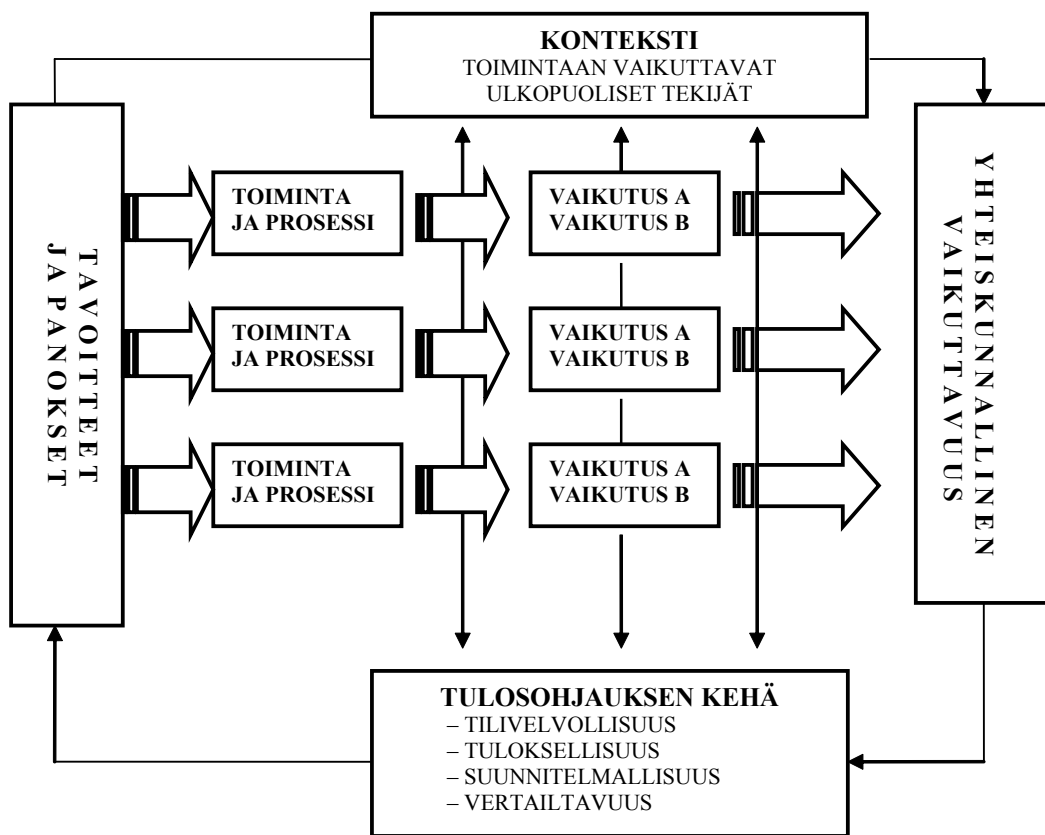 KONTEKSTI
TOIMINTAAN VAIKUTTAVAT
ULKOPUOLISET TEKIJÄT
TAVOITTEET
JA PANOKSET
TOIMINTA
JA PROSESSI
VAIKUTUS A
VAIKUTUS B
TOIMINTA
JA PROSESSI
VAIKUTUS A
VAIKUTUS B
TOIMINTA
JA PROSESSI
VAIKUTUS A
VAIKUTUS B
YHTEISKUNNALLINEN
VAIKUTTAVUUS
TULOSOHJAUKSEN KEHÄ
– TILIVELVOLLISUUS
– TULOKSELLISUUS
– SUUNNITELMALLISUUS
– VERTAILTAVUUS